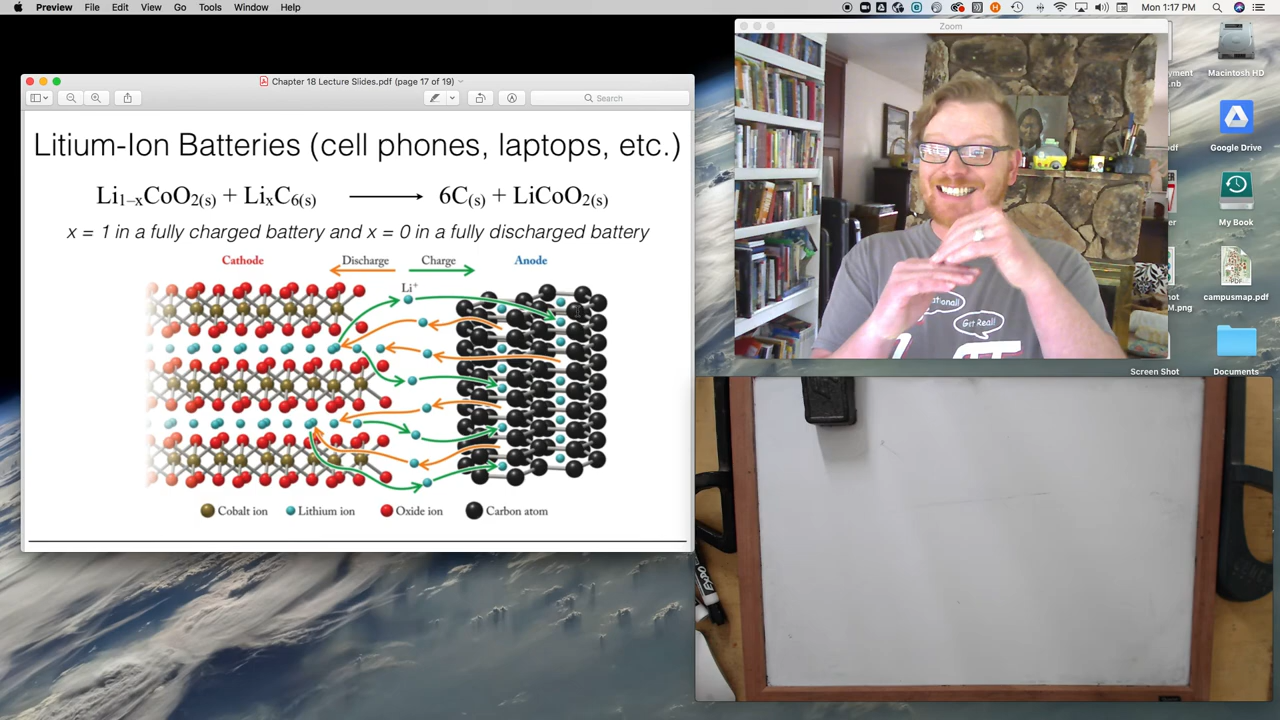 Preview File Edit View Go Tools Window Help
Mon 1:17 PM
Chapter 18 Lecture Slides.pdf (page 17 of 19)
Search
Litium-Ion Batteries (cell phones, laptops, etc.)
Li1–xCoO2(s) + LixC6(s) ⟶ 6C(s) + LiCoO2(s)
x = 1 in a fully charged battery and x = 0 in a fully discharged battery
Cathode Discharge Charge Anode
Li⁺
Cobalt ion Lithium ion Oxide ion Carbon atom
Zoom
Get Real!
EXPO
Macintosh HD
Google Drive
My Book
campusmap.pdf
Documents
Screen Shot